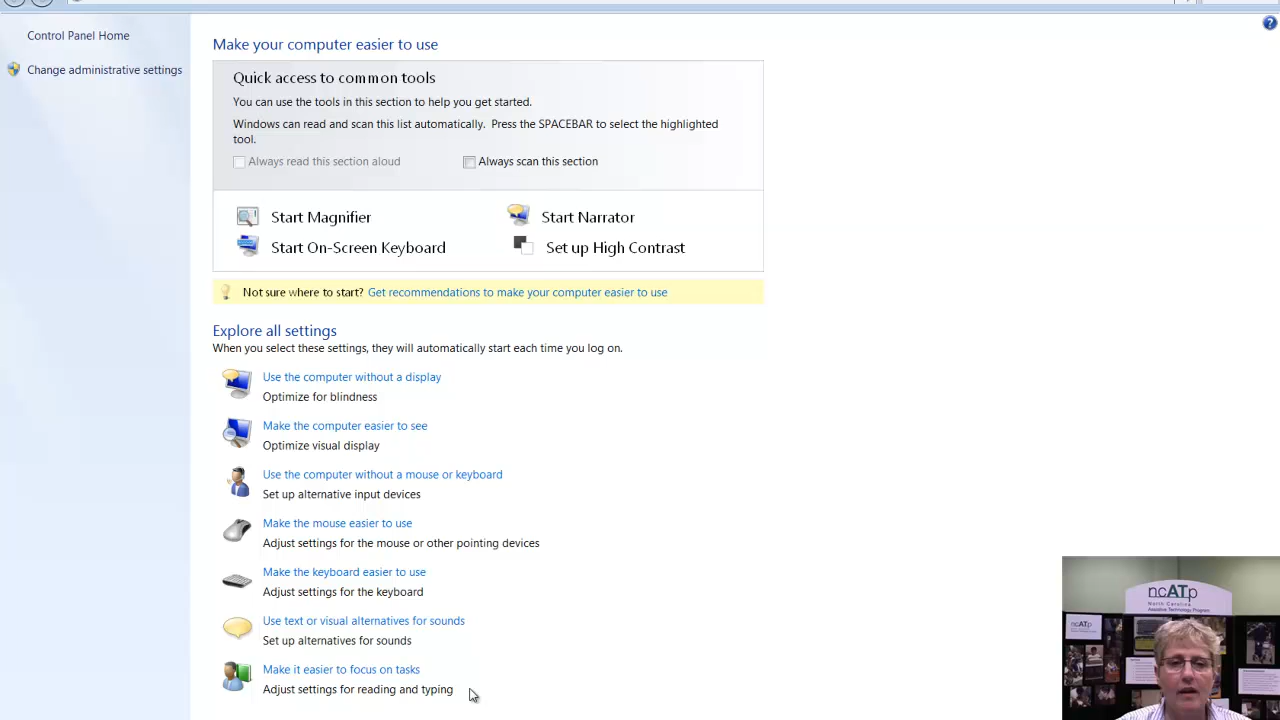 Control Panel Home
Change administrative settings
Make your computer easier to use
Quick access to common tools
You can use the tools in this section to help you get started.
Windows can read and scan this list automatically.  Press the SPACEBAR to select the highlighted
tool.
Always read this section aloud
Always scan this section
Start Magnifier
Start Narrator
Start On-Screen Keyboard
Set up High Contrast
Not sure where to start? Get recommendations to make your computer easier to use
Explore all settings
When you select these settings, they will automatically start each time you log on.
Use the computer without a display
Optimize for blindness
Make the computer easier to see
Optimize visual display
Use the computer without a mouse or keyboard
Set up alternative input devices
Make the mouse easier to use
Adjust settings for the mouse or other pointing devices
Make the keyboard easier to use
Adjust settings for the keyboard
Use text or visual alternatives for sounds
Set up alternatives for sounds
Make it easier to focus on tasks
Adjust settings for reading and typing
ncATp
North Carolina
Assistive Technology Program
ncATp